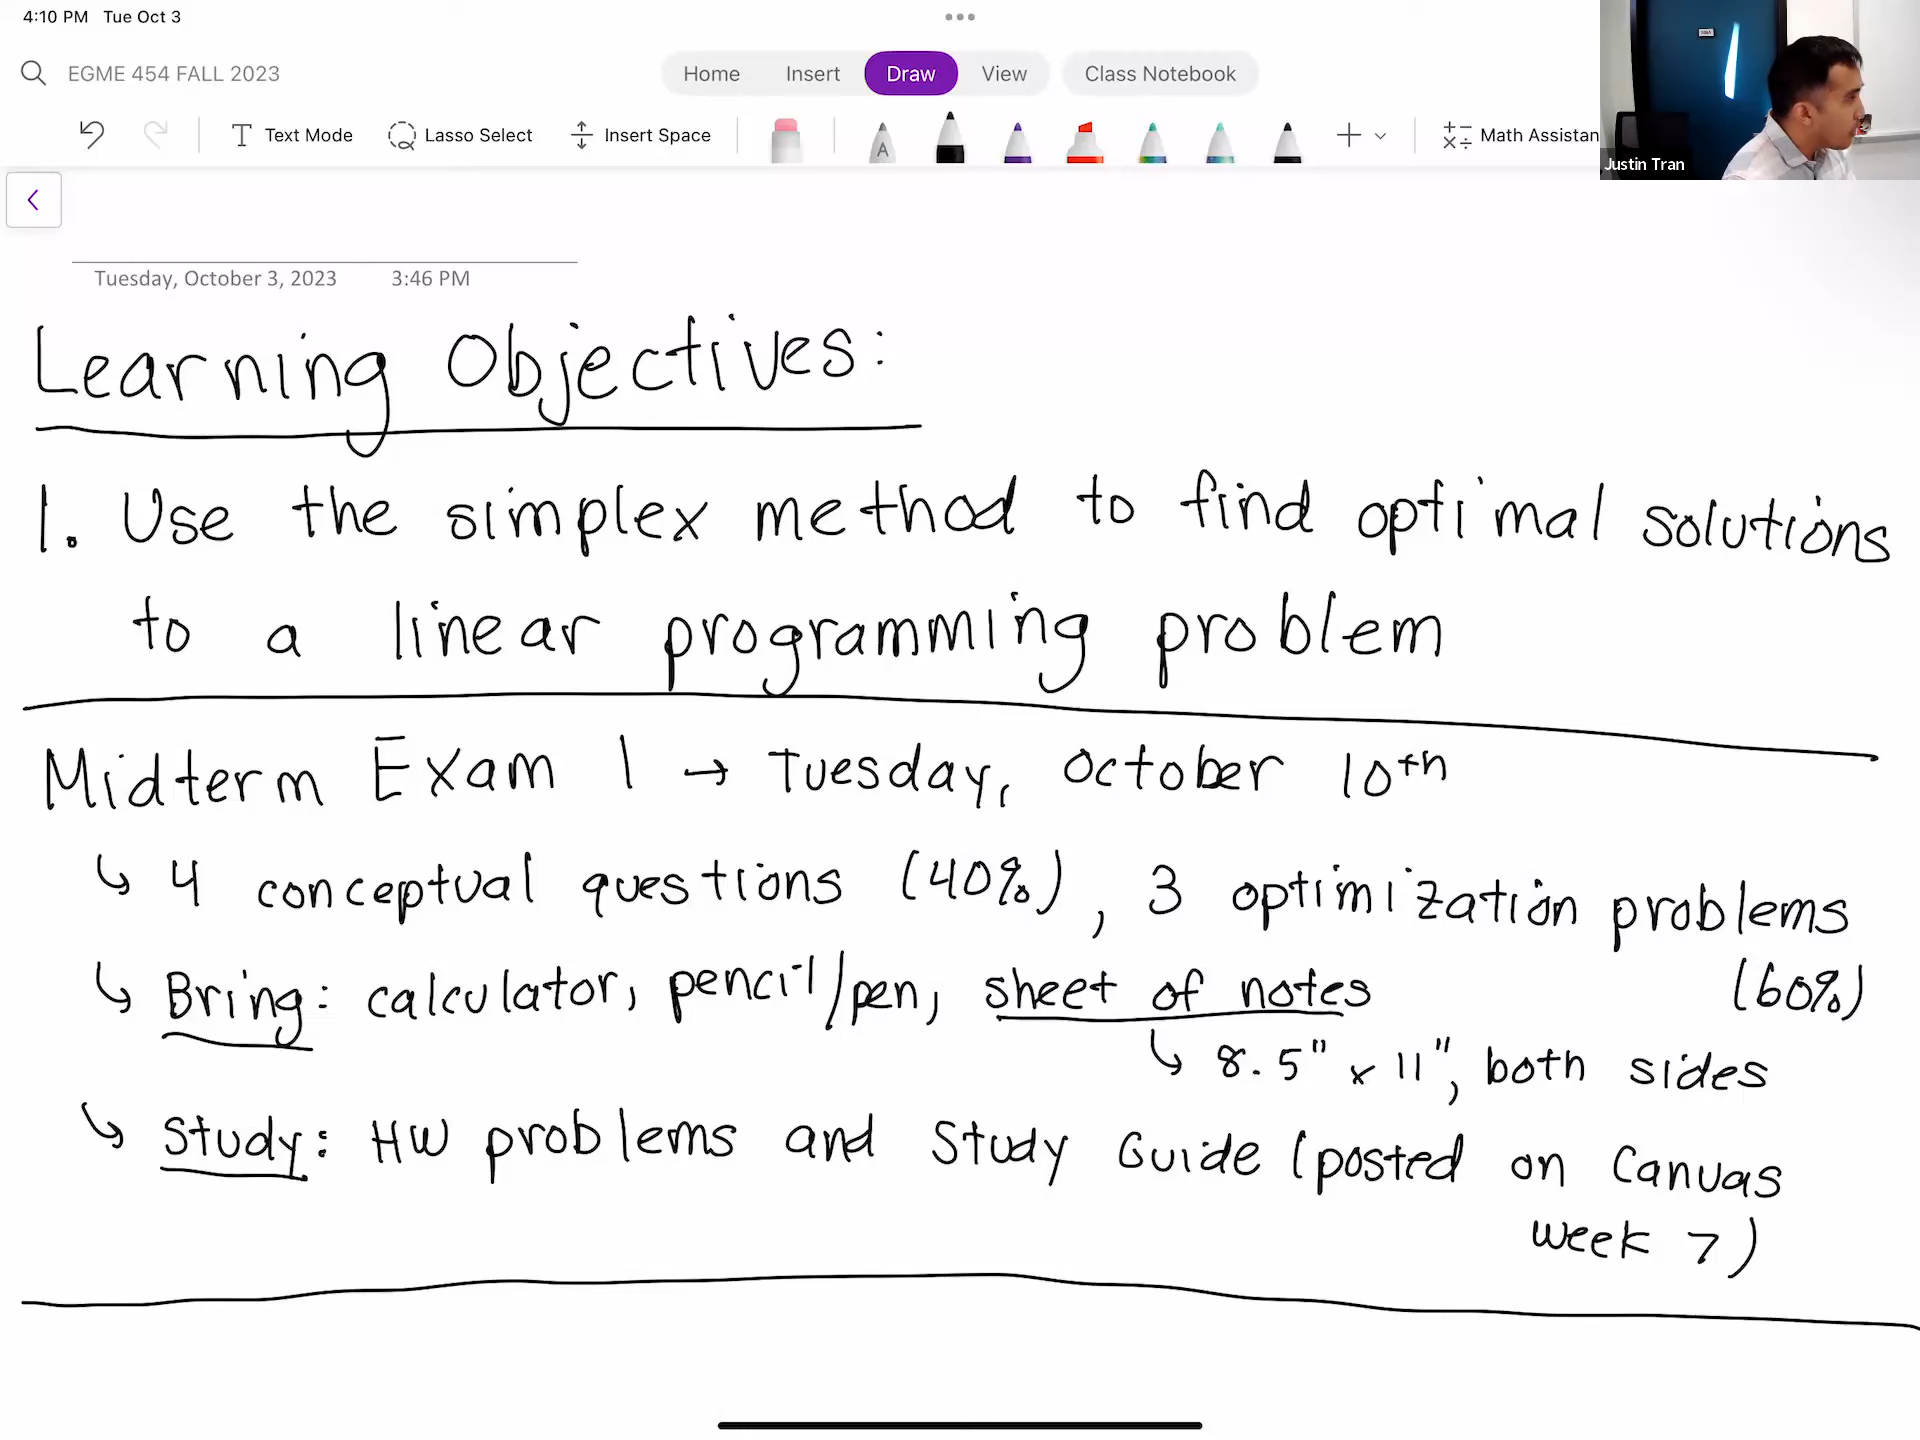 4:10 PM Tue Oct 3
EGME 454 FALL 2023
Home Insert Draw View Class Notebook
Text Mode Lasso Select Insert Space A Math Assistan
Justin Tran
Tuesday, October 3, 2023 3:46 PM
Learning Objectives:
1. Use the simplex method to find optimal solutions
to a linear programming problem
Midterm Exam 1 → Tuesday, October 10th
↳ 4 conceptual questions (40%), 3 optimization problems
(60%)
↳ Bring: calculator, pencil/pen, sheet of notes
↳ 8.5" x 11", both sides
↳ Study: HW problems and Study Guide (posted on Canvas
week 7)